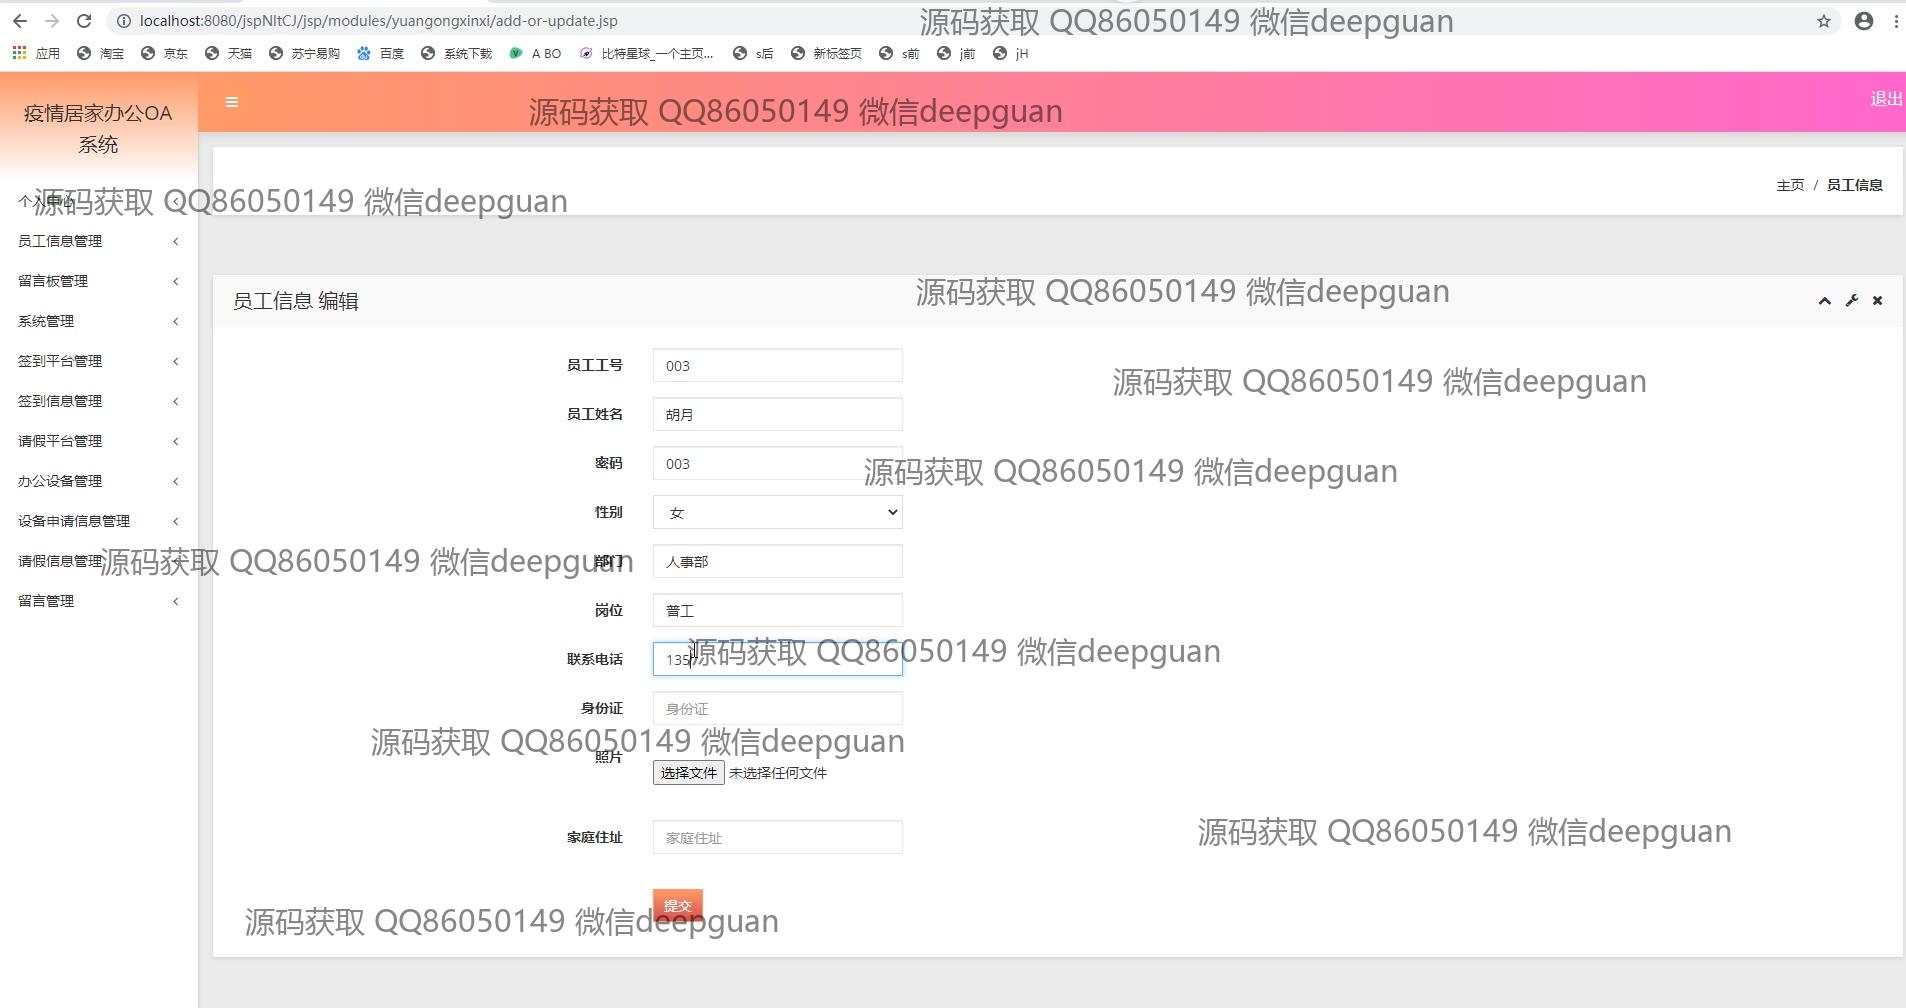 localhost:8080/jspNltCJ/jsp/modules/yuangongxinxi/add-or-update.jsp
源码获取 QQ86050149 微信deepguan
应用 淘宝 京东 天猫 苏宁易购 百度 系统下载 A BO 比特星球_一个主页... s后 新标签页 s前 j前 jH
疫情居家办公OA
系统
源码获取 QQ86050149 微信deepguan
退出
主页 / 员工信息
个人中心
源码获取 QQ86050149 微信deepguan
员工信息管理
留言板管理
系统管理
签到平台管理
签到信息管理
请假平台管理
办公设备管理
设备申请信息管理
请假信息管理
留言管理
员工信息 编辑
源码获取 QQ86050149 微信deepguan
员工工号 003
源码获取 QQ86050149 微信deepguan
员工姓名 胡月
密码 003
源码获取 QQ86050149 微信deepguan
性别 女
源码获取 QQ86050149 微信deepguan
部门 人事部
岗位 普工
联系电话 135
源码获取 QQ86050149 微信deepguan
身份证 身份证
源码获取 QQ86050149 微信deepguan
照片
选择文件 未选择任何文件
家庭住址 家庭住址
源码获取 QQ86050149 微信deepguan
提交
源码获取 QQ86050149 微信deepguan